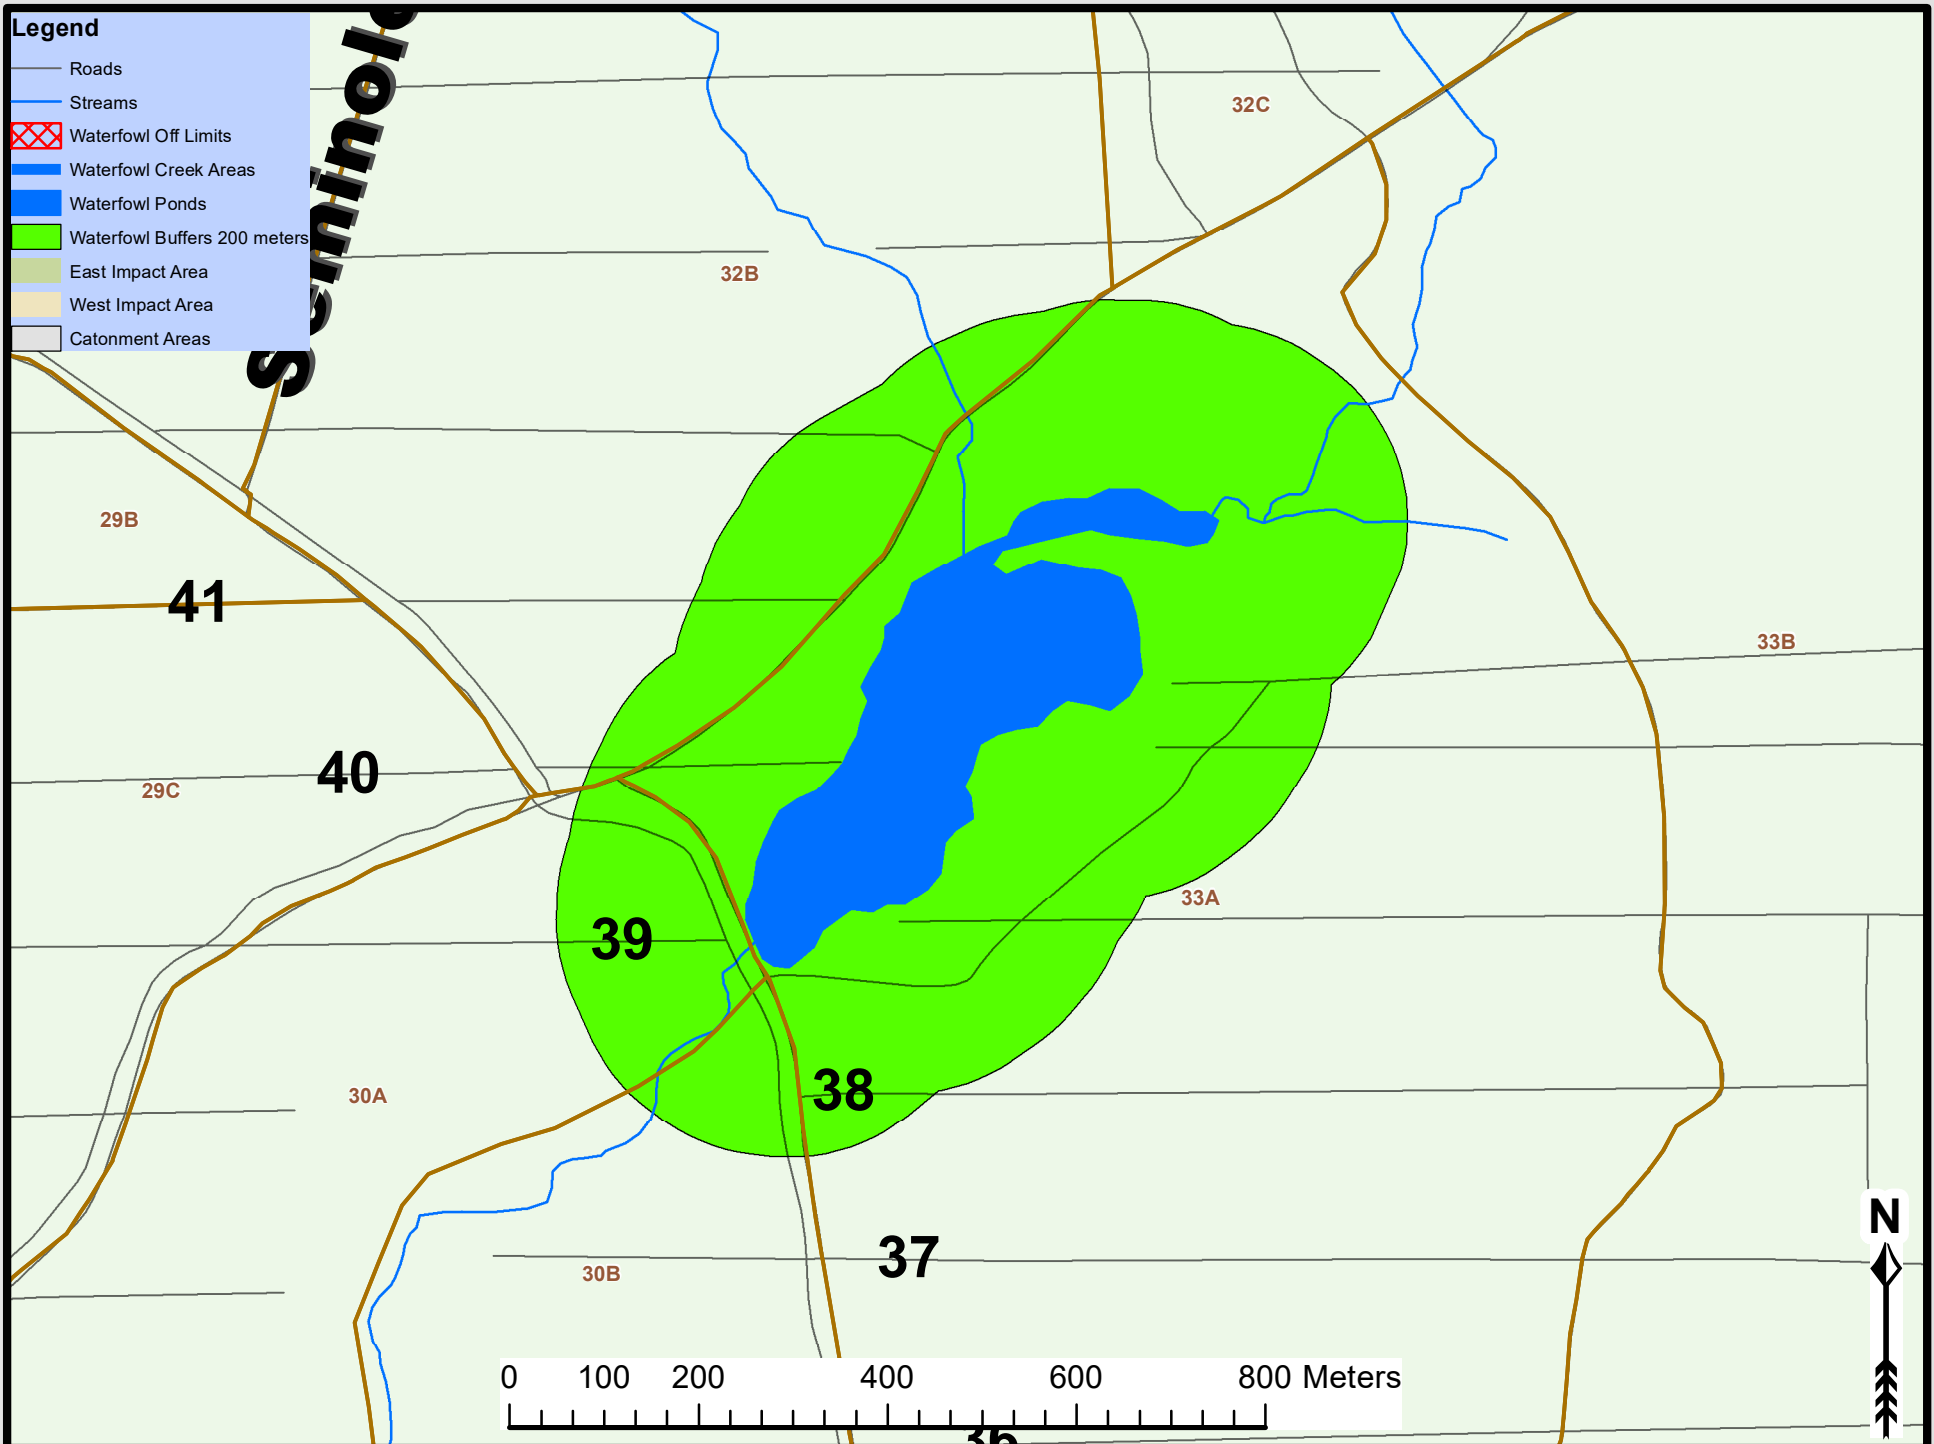 Legend
Roads
Streams
Waterfowl Off Limits
Waterfowl Creek Areas
Waterfowl Ponds
Waterfowl Buffers 200 meters
East Impact Area
West Impact Area
Catonment Areas
Seminole
32C
32B
29B
41
33B
40
29C
33A
39
38
30A
37
30B
N
0 100 200 400 600 800 Meters
36